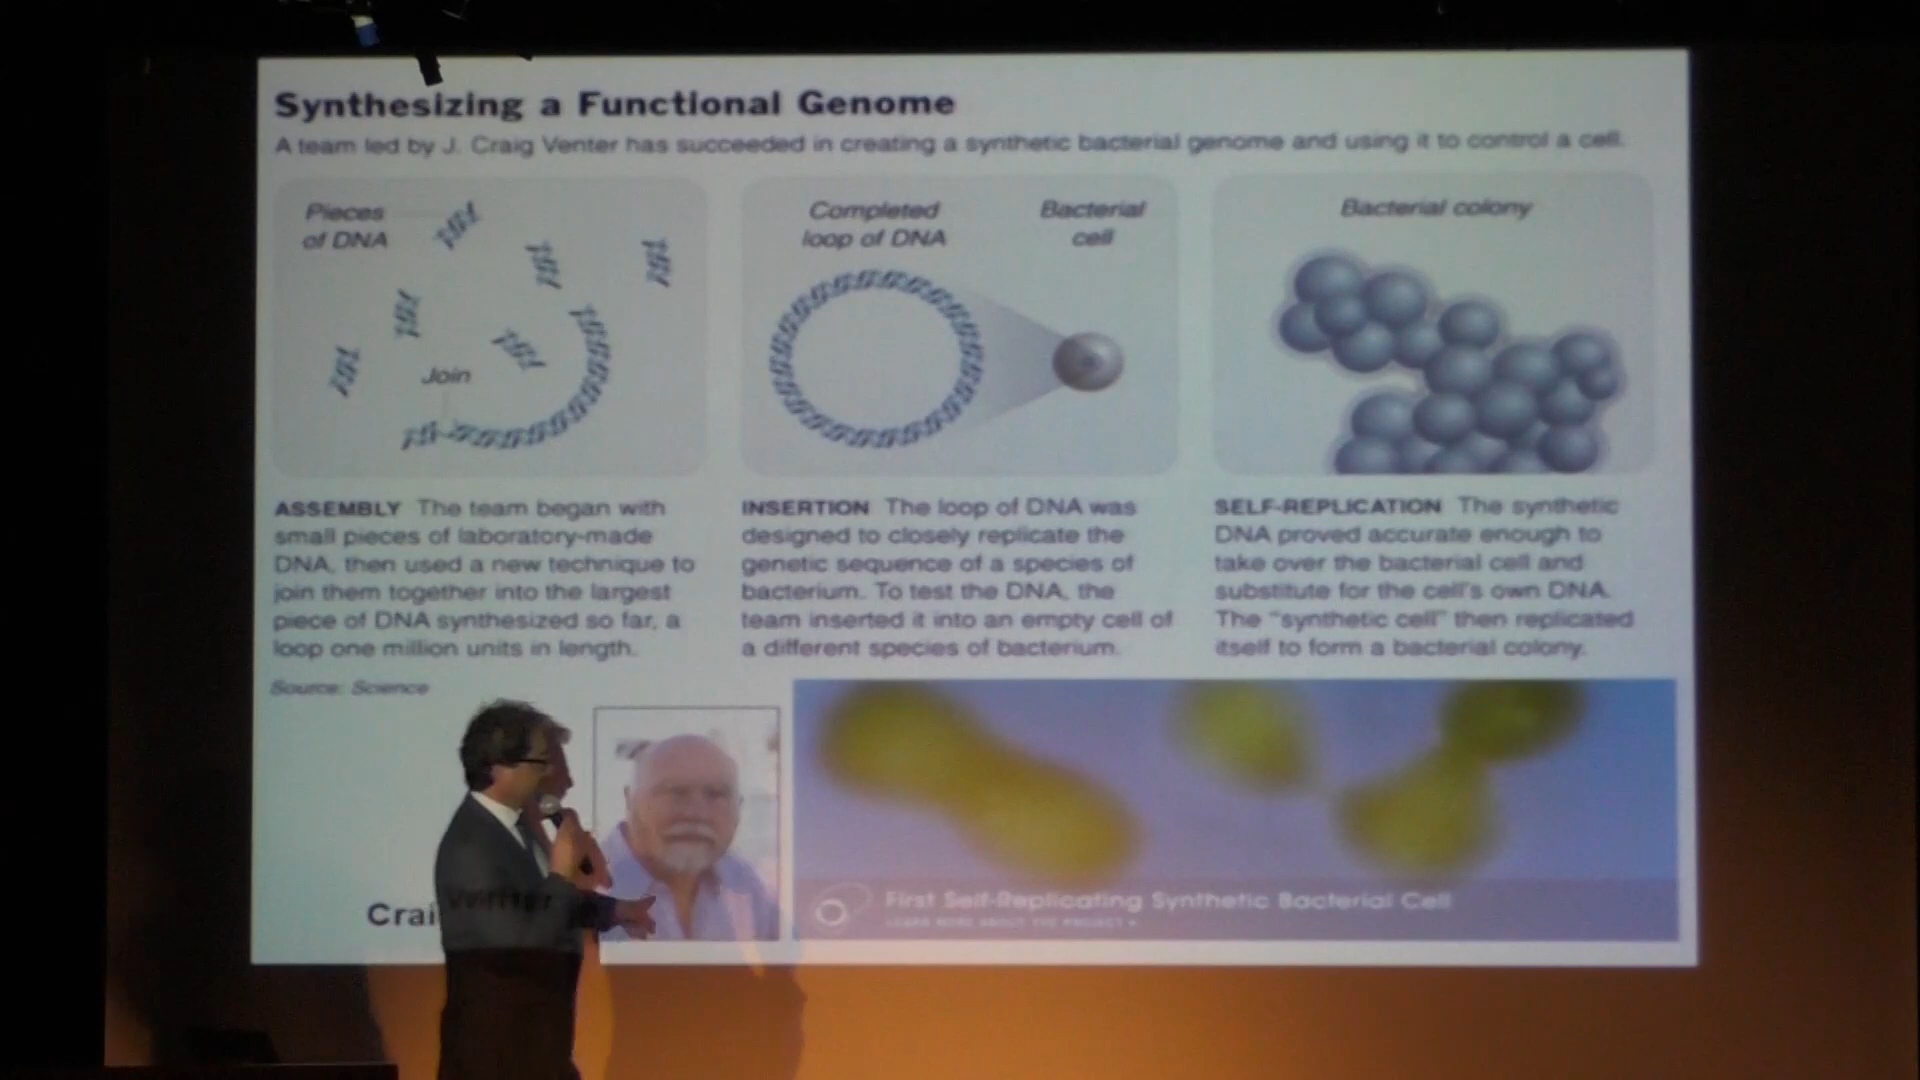 Synthesizing a Functional Genome
A team led by J. Craig Venter has succeeded in creating a synthetic bacterial genome and using it to control a cell.
Pieces
of DNA
Join
Completed
loop of DNA
Bacterial
cell
Bacterial colony
ASSEMBLY The team began with
small pieces of laboratory-made
DNA, then used a new technique to
join them together into the largest
piece of DNA synthesized so far, a
loop one million units in length.
INSERTION The loop of DNA was
designed to closely replicate the
genetic sequence of a species of
bacterium. To test the DNA, the
team inserted it into an empty cell of
a different species of bacterium.
SELF-REPLICATION The synthetic
DNA proved accurate enough to
take over the bacterial cell and
substitute for the cell's own DNA.
The "synthetic cell" then replicated
itself to form a bacterial colony.
Source: Science
Craig Venter
First Self-Replicating Synthetic Bacterial Cell
LEARN MORE ABOUT THE PROJECT